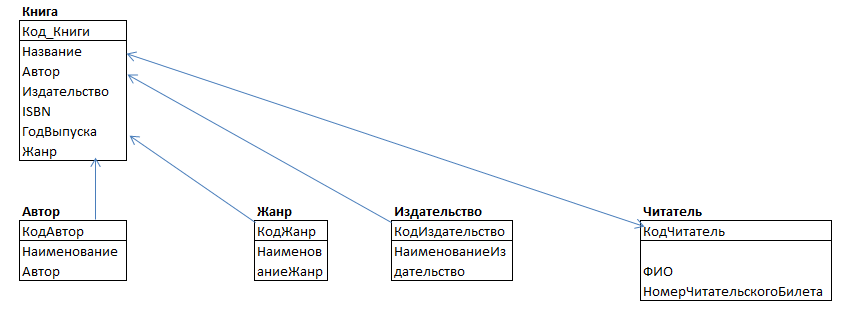 Книга
Код_Книги
Название
Автор
Издательство
ISBN
ГодВыпуска
Жанр
Автор
КодАвтор
Наименование
Автор
Жанр
КодЖанр
Наименов
аниеЖанр
Издательство
КодИздательство
НаименованиеИз
дательство
Читатель
КодЧитатель
ФИО
НомерЧитательскогоБилета